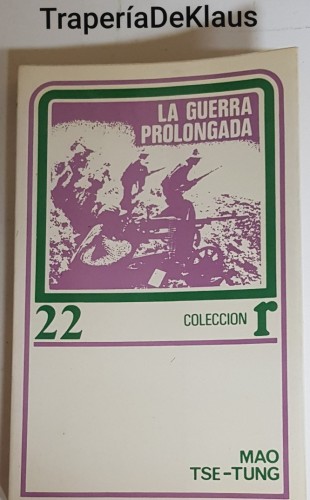 TraperíaDeKlaus
LA GUERRA
PROLONGADA
22
COLECCION r
MAO
TSE-TUNG